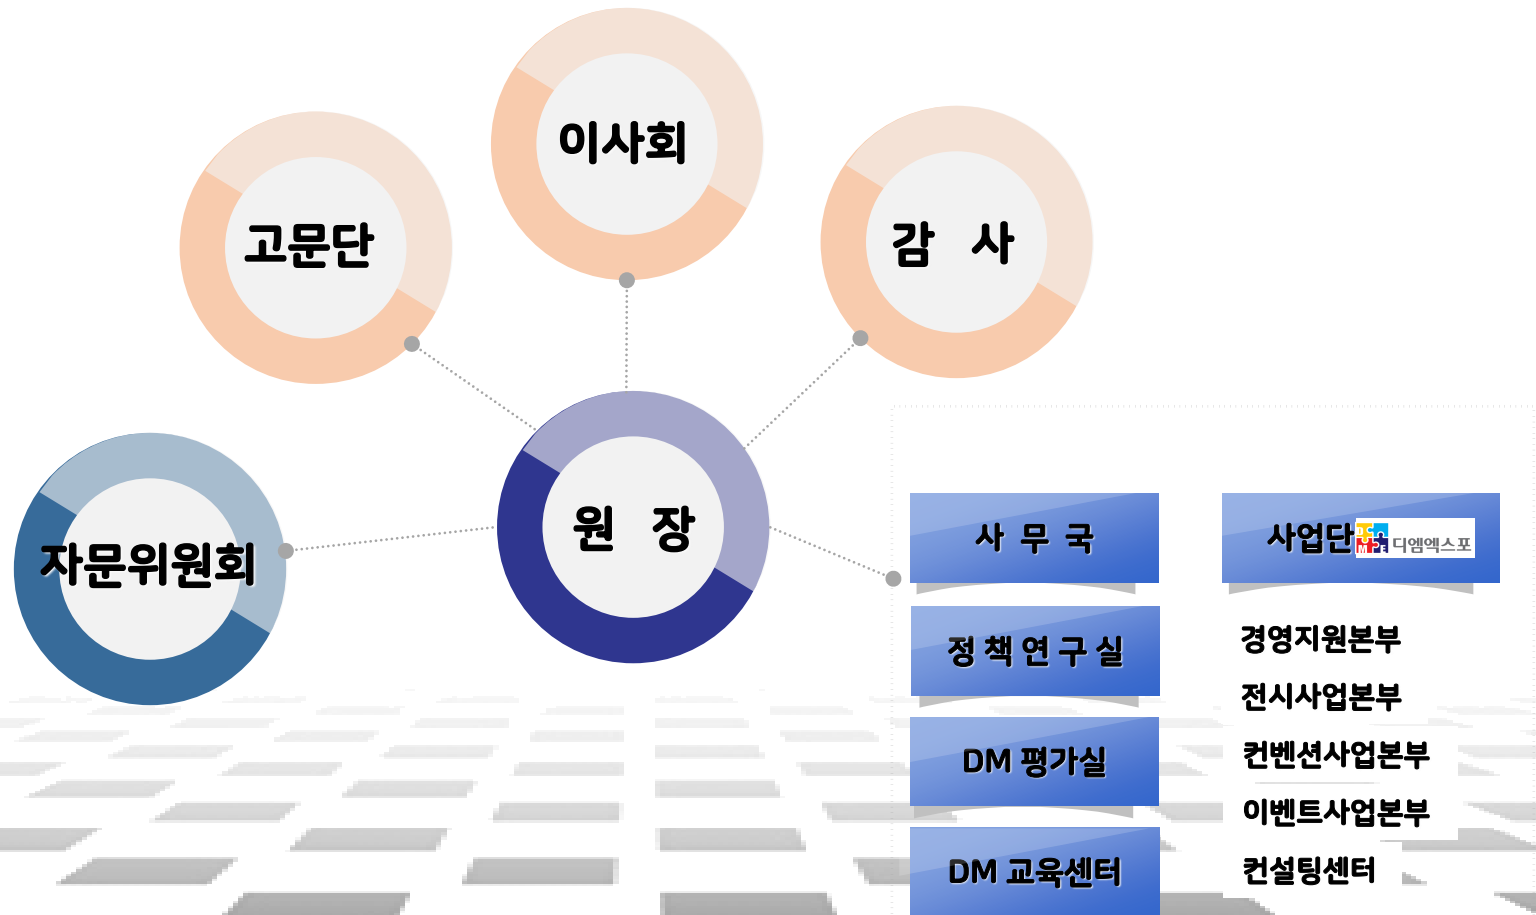 이사회
고문단
감 사
원 장
자문위원회
사 무 국
정 책 연 구 실
DM 평가실
DM 교육센터
사업단 디엠엑스포
경영지원본부
전시사업본부
컨벤션사업본부
이벤트사업본부
컨설팅센터